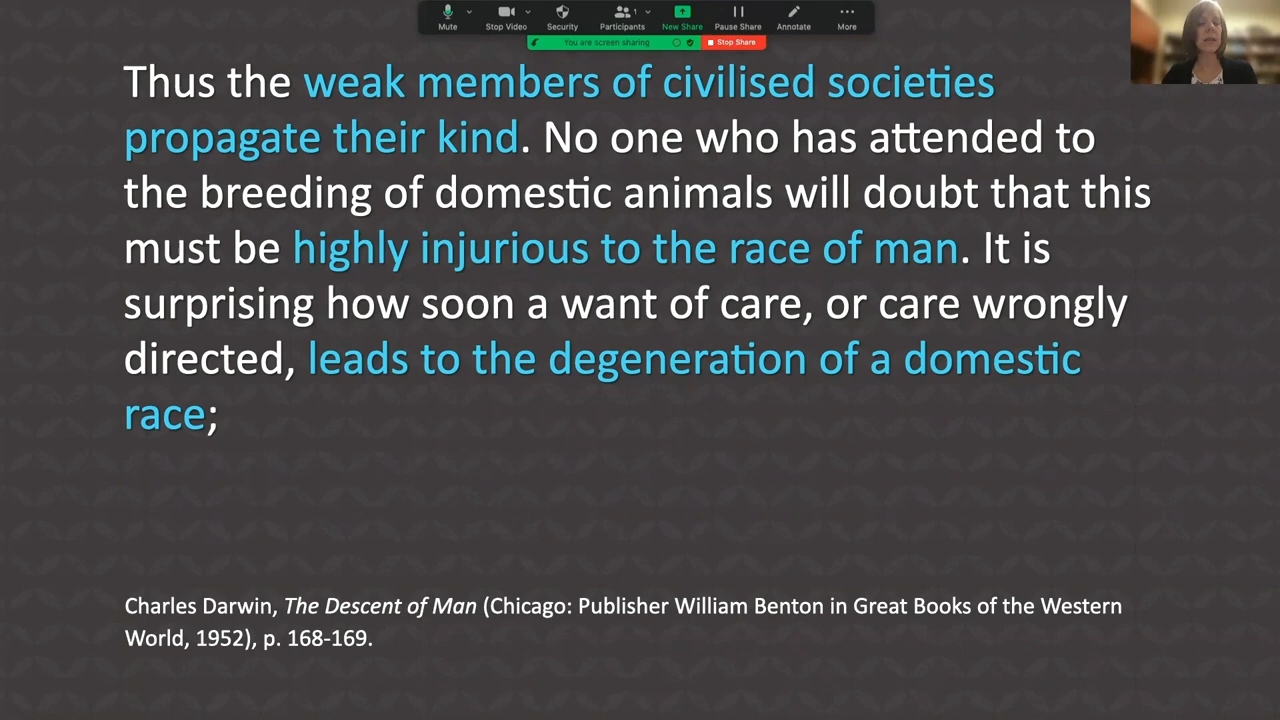 Mute
Stop Video
Security
Participants
1
New Share
Pause Share
Annotate
More
You are screen sharing
Stop Share
Thus the weak members of civilised societies
propagate their kind. No one who has attended to
the breeding of domestic animals will doubt that this
must be highly injurious to the race of man. It is
surprising how soon a want of care, or care wrongly
directed, leads to the degeneration of a domestic
race;
Charles Darwin, The Descent of Man (Chicago: Publisher William Benton in Great Books of the Western
World, 1952), p. 168-169.